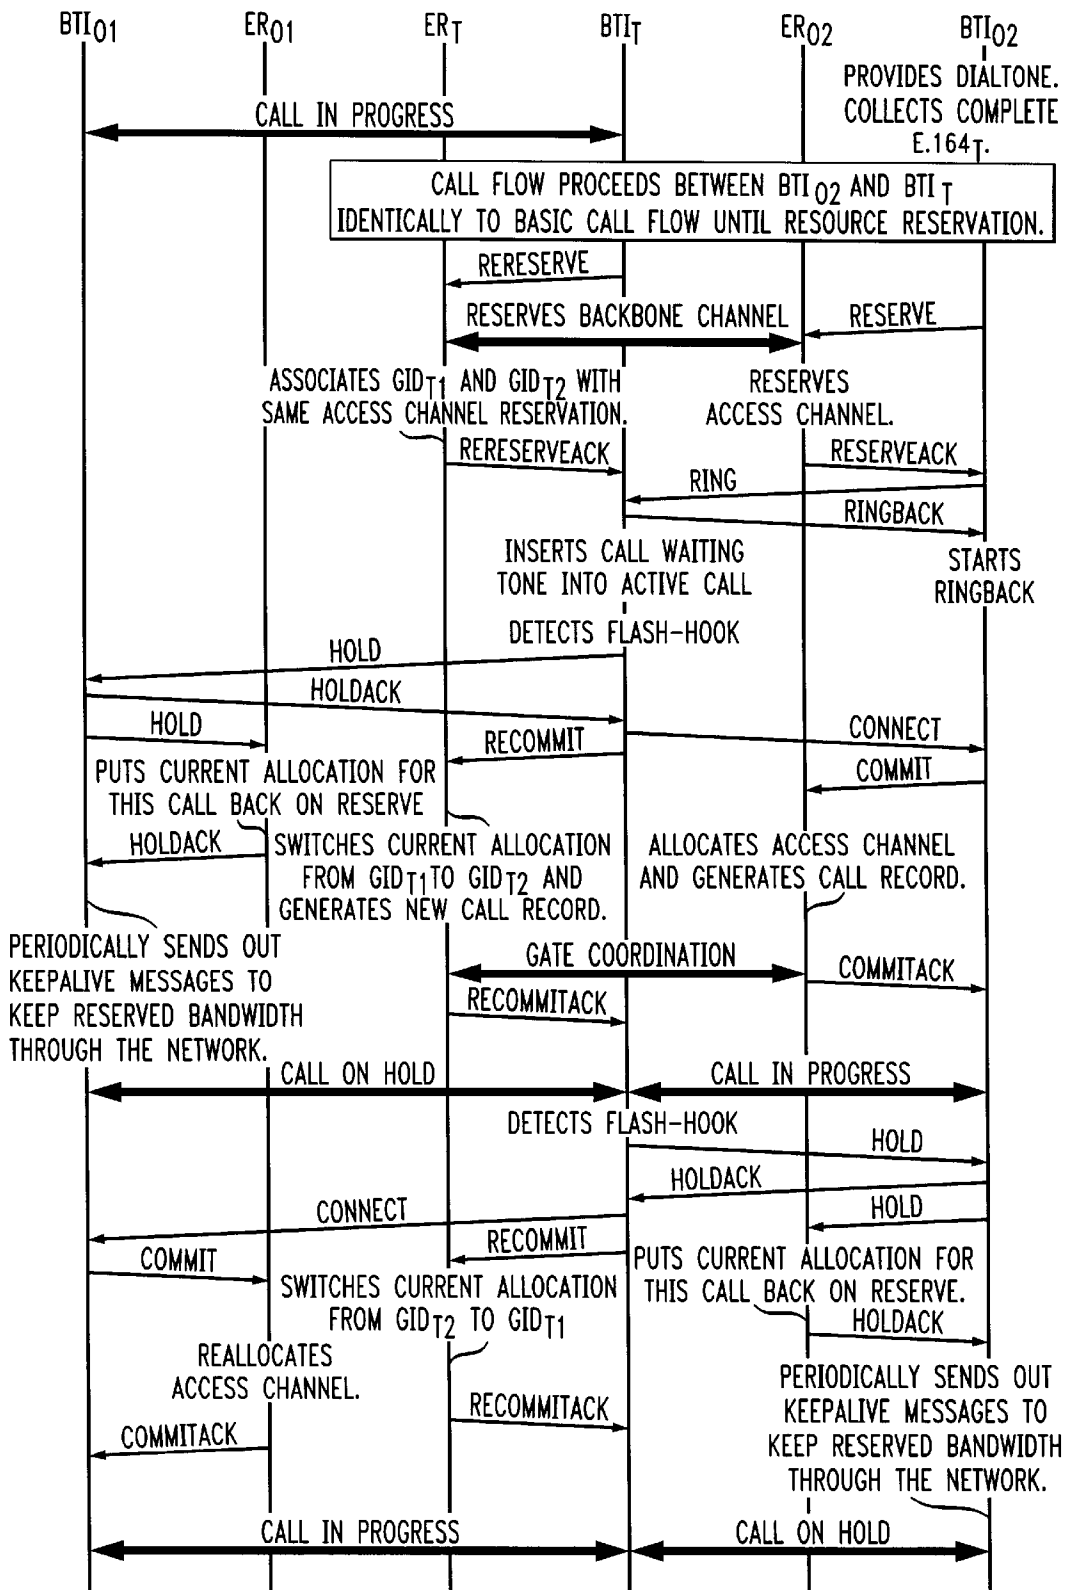 BTI01 ER01 ERT BTIT ER02 BTI02
PROVIDES DIALTONE.
COLLECTS COMPLETE
E.164T.
CALL IN PROGRESS
CALL FLOW PROCEEDS BETWEEN BTI02 AND BTIT
IDENTICALLY TO BASIC CALL FLOW UNTIL RESOURCE RESERVATION.
RERESERVE
RESERVES BACKBONE CHANNEL
RESERVE
ASSOCIATES GIDT1 AND GIDT2 WITH
SAME ACCESS CHANNEL RESERVATION.
RESERVES
ACCESS CHANNEL.
RERESERVEACK
RESERVEACK
RING
RINGBACK
INSERTS CALL WAITING
TONE INTO ACTIVE CALL
STARTS
RINGBACK
DETECTS FLASH-HOOK
HOLD
HOLDACK
HOLD
CONNECT
RECOMMIT
COMMIT
PUTS CURRENT ALLOCATION FOR
THIS CALL BACK ON RESERVE
HOLDACK
SWITCHES CURRENT ALLOCATION
FROM GIDT1 TO GIDT2 AND
GENERATES NEW CALL RECORD.
ALLOCATES ACCESS CHANNEL
AND GENERATES CALL RECORD.
PERIODICALLY SENDS OUT
KEEPALIVE MESSAGES TO
KEEP RESERVED BANDWIDTH
THROUGH THE NETWORK.
GATE COORDINATION
COMMITACK
RECOMMITACK
CALL ON HOLD
CALL IN PROGRESS
DETECTS FLASH-HOOK
HOLD
HOLDACK
HOLD
CONNECT
RECOMMIT
COMMIT
PUTS CURRENT ALLOCATION FOR
THIS CALL BACK ON RESERVE.
SWITCHES CURRENT ALLOCATION
FROM GIDT2 TO GIDT1
HOLDACK
REALLOCATES
ACCESS CHANNEL.
PERIODICALLY SENDS OUT
KEEPALIVE MESSAGES TO
KEEP RESERVED BANDWIDTH
THROUGH THE NETWORK.
RECOMMITACK
COMMITACK
CALL IN PROGRESS
CALL ON HOLD